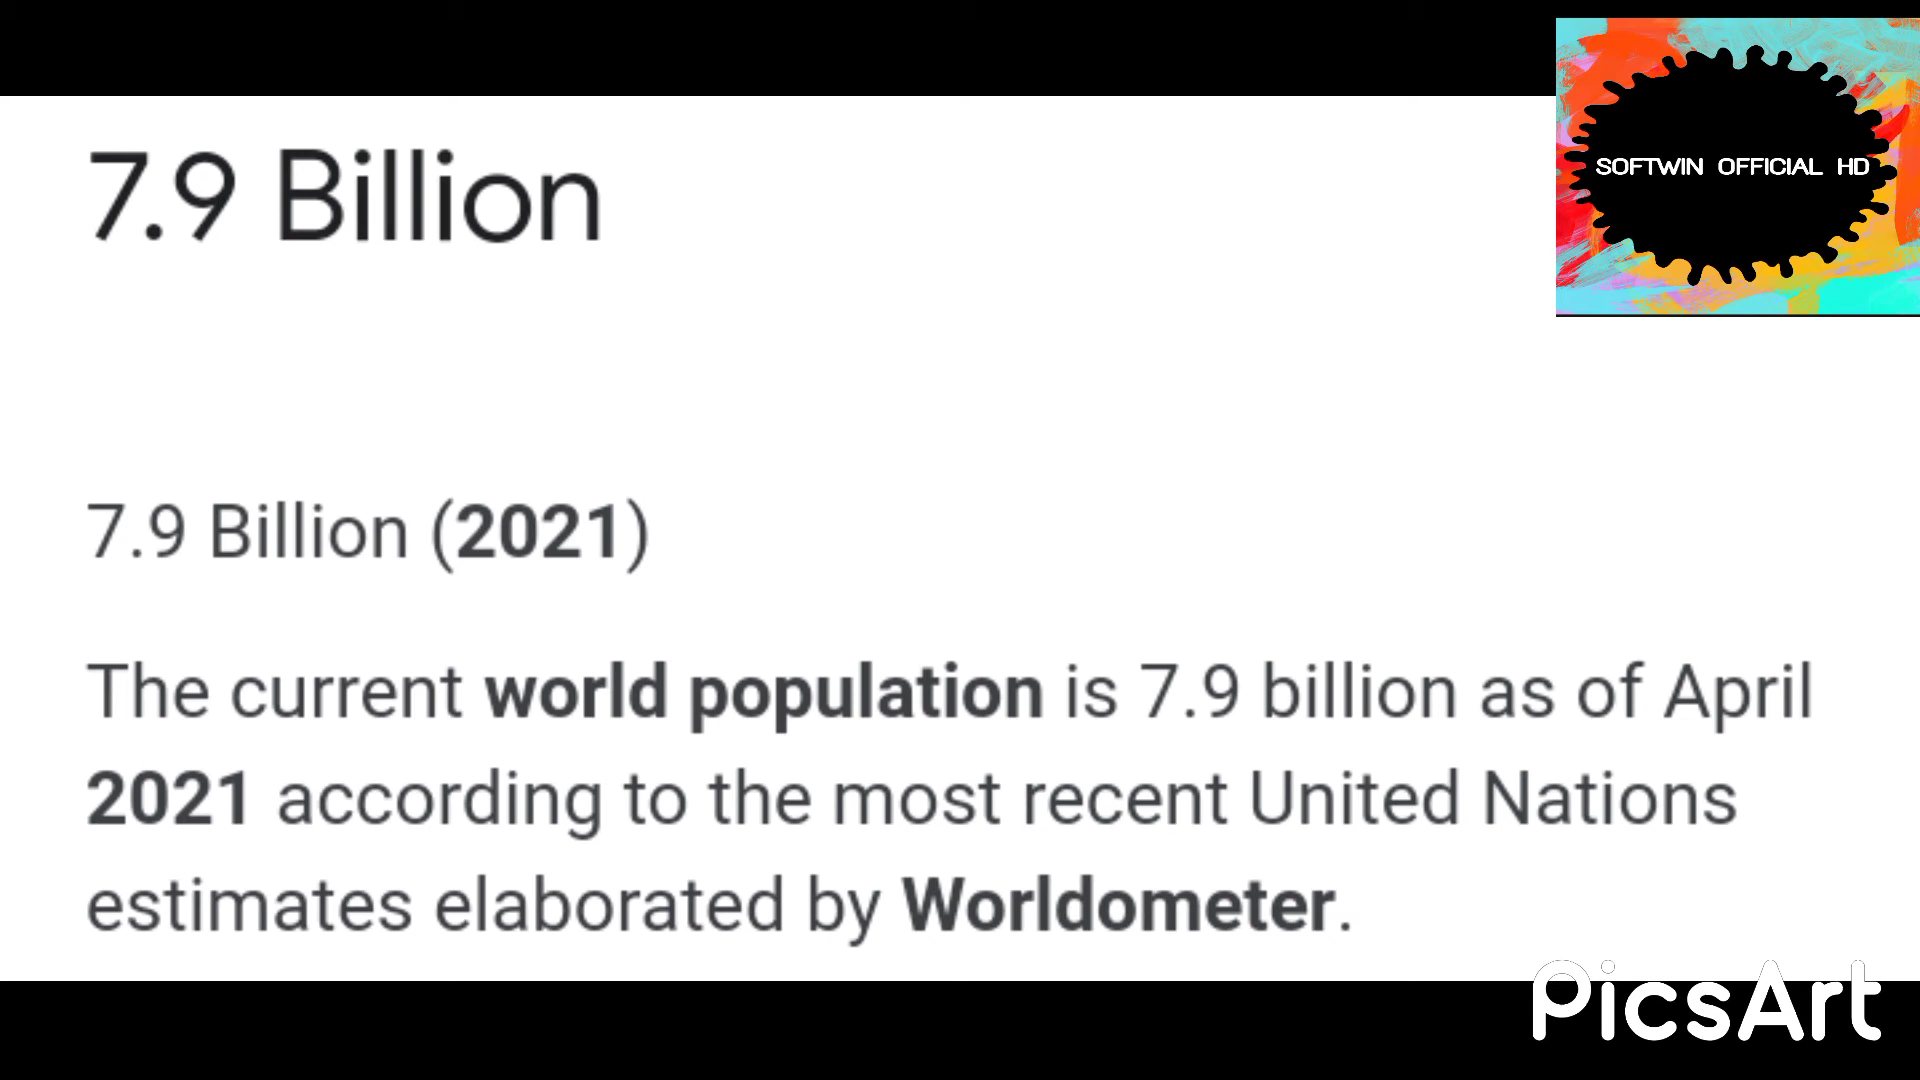 SOFTWIN OFFICIAL HD
7.9 Billion
7.9 Billion (2021)
The current world population is 7.9 billion as of April
2021 according to the most recent United Nations
estimates elaborated by Worldometer.
PicsArt